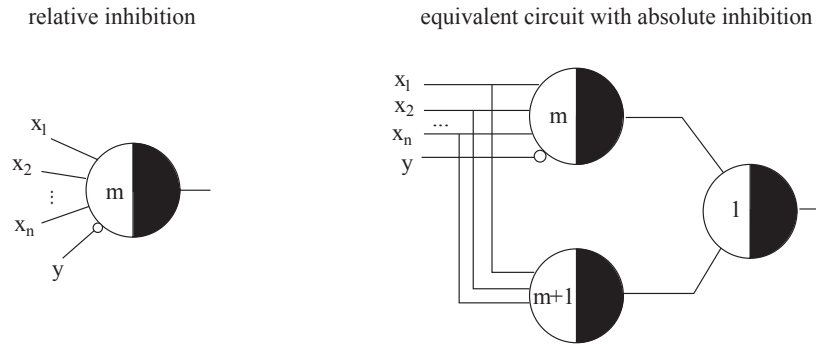 relative inhibition
equivalent circuit with absolute inhibition
x1
x2
...
xn
y
m
x1
x2
...
xn
y
m
m+1
1